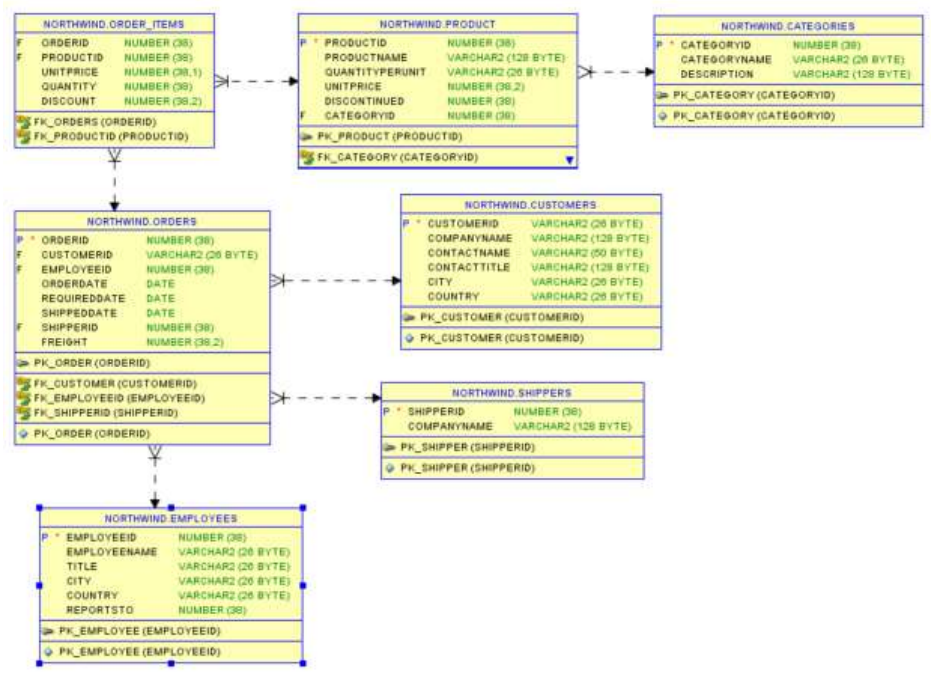 NORTHWIND.ORDER_ITEMS
F ORDERID NUMBER (38)
F PRODUCTID NUMBER (38)
UNITPRICE NUMBER (38,1)
QUANTITY NUMBER (38)
DISCOUNT NUMBER (38,2)
FK_ORDERS (ORDERID)
FK_PRODUCTID (PRODUCTID)
NORTHWIND.PRODUCT
P * PRODUCTID NUMBER (38)
PRODUCTNAME VARCHAR2 (128 BYTE)
QUANTITYPERUNIT VARCHAR2 (26 BYTE)
UNITPRICE NUMBER (38,2)
DISCONTINUED NUMBER (38)
F CATEGORYID NUMBER (38)
PK_PRODUCT (PRODUCTID)
FK_CATEGORY (CATEGORYID)
NORTHWIND.CATEGORIES
P * CATEGORYID NUMBER (38)
CATEGORYNAME VARCHAR2 (26 BYTE)
DESCRIPTION VARCHAR2 (128 BYTE)
PK_CATEGORY (CATEGORYID)
PK_CATEGORY (CATEGORYID)
NORTHWIND.ORDERS
P * ORDERID NUMBER (38)
F CUSTOMERID VARCHAR2 (26 BYTE)
F EMPLOYEEID NUMBER (38)
ORDERDATE DATE
REQUIREDDATE DATE
SHIPPEDDATE DATE
F SHIPPERID NUMBER (38)
FREIGHT NUMBER (38,2)
PK_ORDER (ORDERID)
FK_CUSTOMER (CUSTOMERID)
FK_EMPLOYEEID (EMPLOYEEID)
FK_SHIPPERID (SHIPPERID)
PK_ORDER (ORDERID)
NORTHWIND.CUSTOMERS
P * CUSTOMERID VARCHAR2 (26 BYTE)
COMPANYNAME VARCHAR2 (128 BYTE)
CONTACTNAME VARCHAR2 (50 BYTE)
CONTACTTITLE VARCHAR2 (128 BYTE)
CITY VARCHAR2 (26 BYTE)
COUNTRY VARCHAR2 (26 BYTE)
PK_CUSTOMER (CUSTOMERID)
PK_CUSTOMER (CUSTOMERID)
NORTHWIND.SHIPPERS
P * SHIPPERID NUMBER (38)
COMPANYNAME VARCHAR2 (128 BYTE)
PK_SHIPPER (SHIPPERID)
PK_SHIPPER (SHIPPERID)
NORTHWIND.EMPLOYEES
P * EMPLOYEEID NUMBER (38)
EMPLOYEENAME VARCHAR2 (26 BYTE)
TITLE VARCHAR2 (26 BYTE)
CITY VARCHAR2 (26 BYTE)
COUNTRY VARCHAR2 (26 BYTE)
REPORTSTO NUMBER (38)
PK_EMPLOYEE (EMPLOYEEID)
PK_EMPLOYEE (EMPLOYEEID)